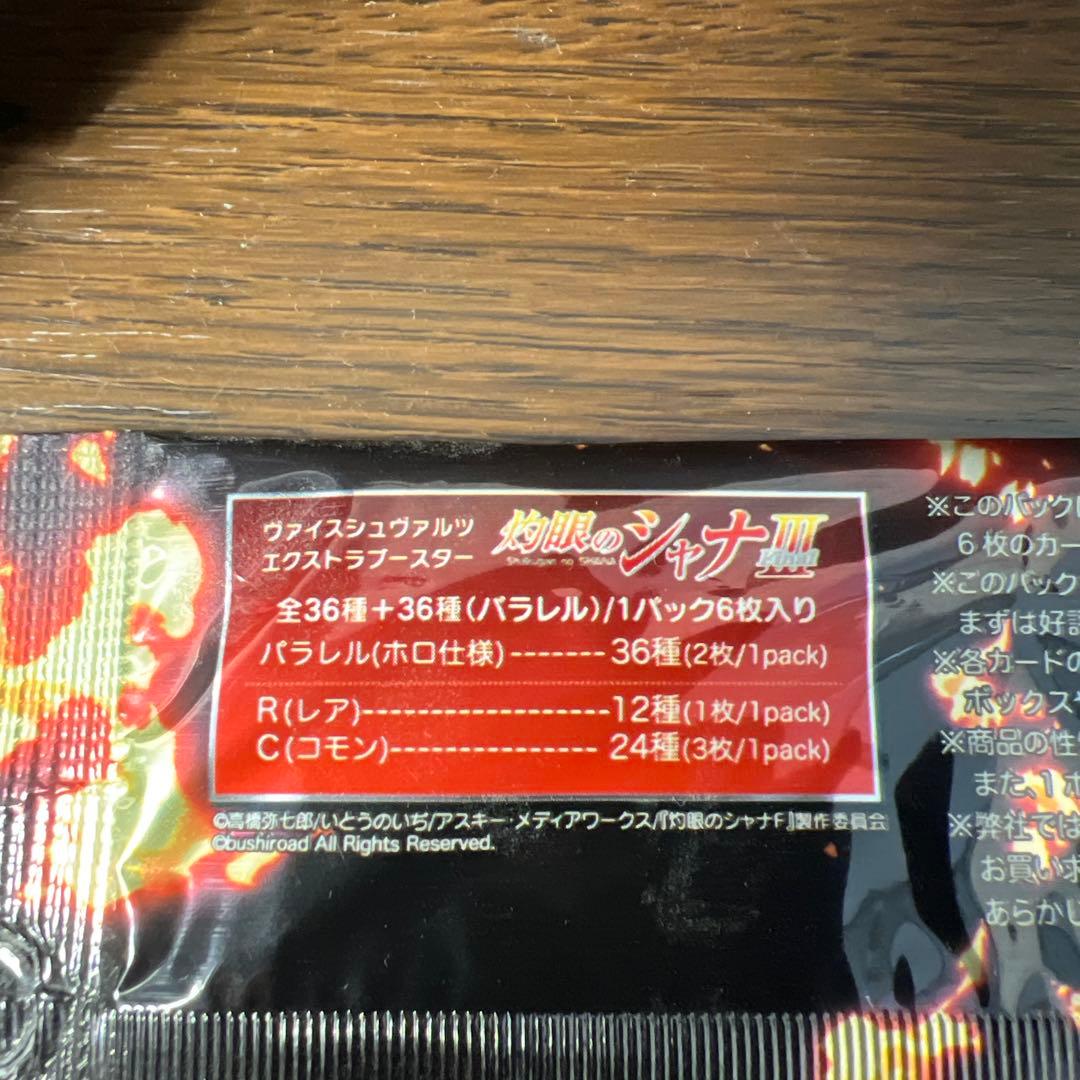 ヴァイスシュヴァルツ
エクストラブースター
灼眼のシャナIII Final
Shakugan no SHANA
全36種+36種(パラレル)/1パック6枚入り
パラレル(ホロ仕様)-------36種(2枚/1pack)
R(レア)------------------12種(1枚/1pack)
C(コモン)---------------24種(3枚/1pack)
©高橋弥七郎/いとうのいぢ/アスキー・メディアワークス/『灼眼のシャナF』製作委員会
©bushiroad All Rights Reserved.
※このパック
6枚のカー
※このパック
まずは好
※各カードの
ボックスや
※商品の性
また、1ボ
※弊社では
お買い求
あらかし